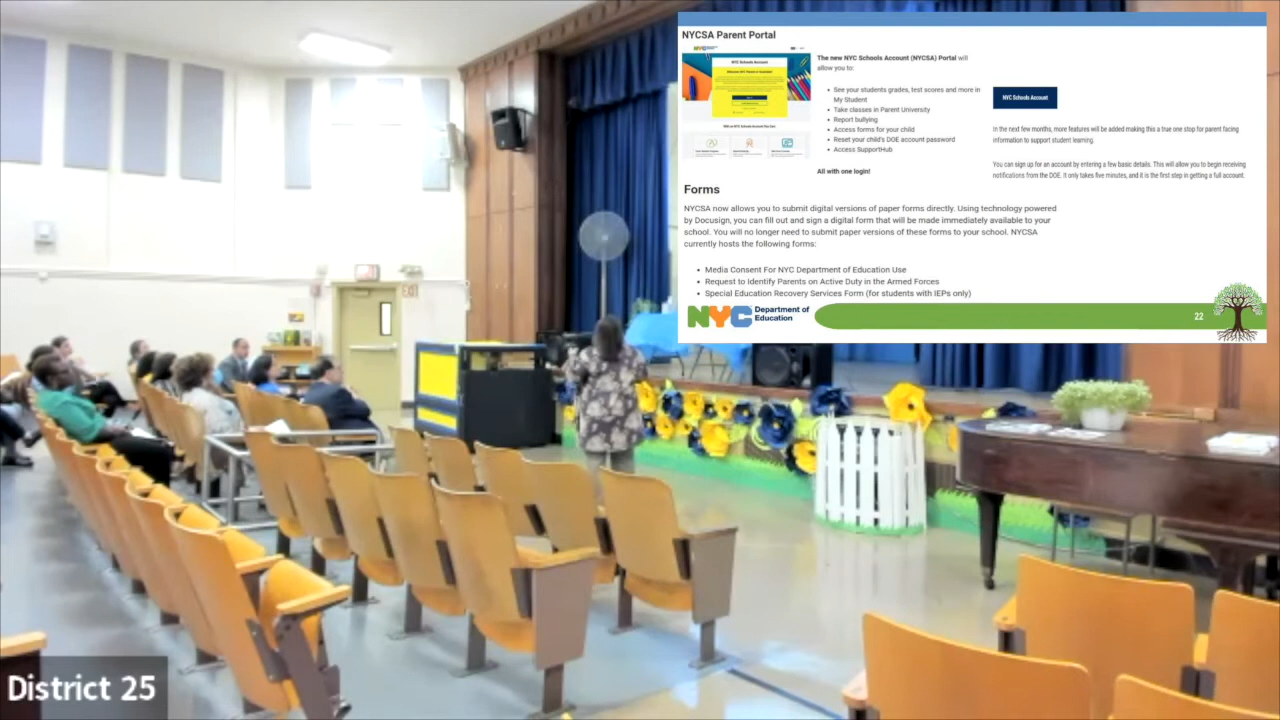 NYCSA Parent Portal
NYC Schools Account
The new NYC Schools Account (NYCSA) Portal will
allow you to:
• See your students grades, test scores and more in
My Student
• Take classes in Parent University
• Report bullying
• Access forms for your child
• Reset your child's DOE account password
• Access SupportHub
All with one login!
NYC Schools Account
In the next few months, more features will be added making this a true one stop for parent facing
information to support student learning.
You can sign up for an account by entering a few basic details. This will allow you to begin receiving
notifications from the DOE. It only takes five minutes, and it is the first step in getting a full account.
Forms
NYCSA now allows you to submit digital versions of paper forms directly. Using technology powered
by Docusign, you can fill out and sign a digital form that will be made immediately available to your
school. You will no longer need to submit paper versions of these forms to your school. NYCSA
currently hosts the following forms:
• Media Consent For NYC Department of Education Use
• Request to Identify Parents on Active Duty in the Armed Forces
• Special Education Recovery Services Form (for students with IEPs only)
NYC Department of
Education
22
EXIT
District 25